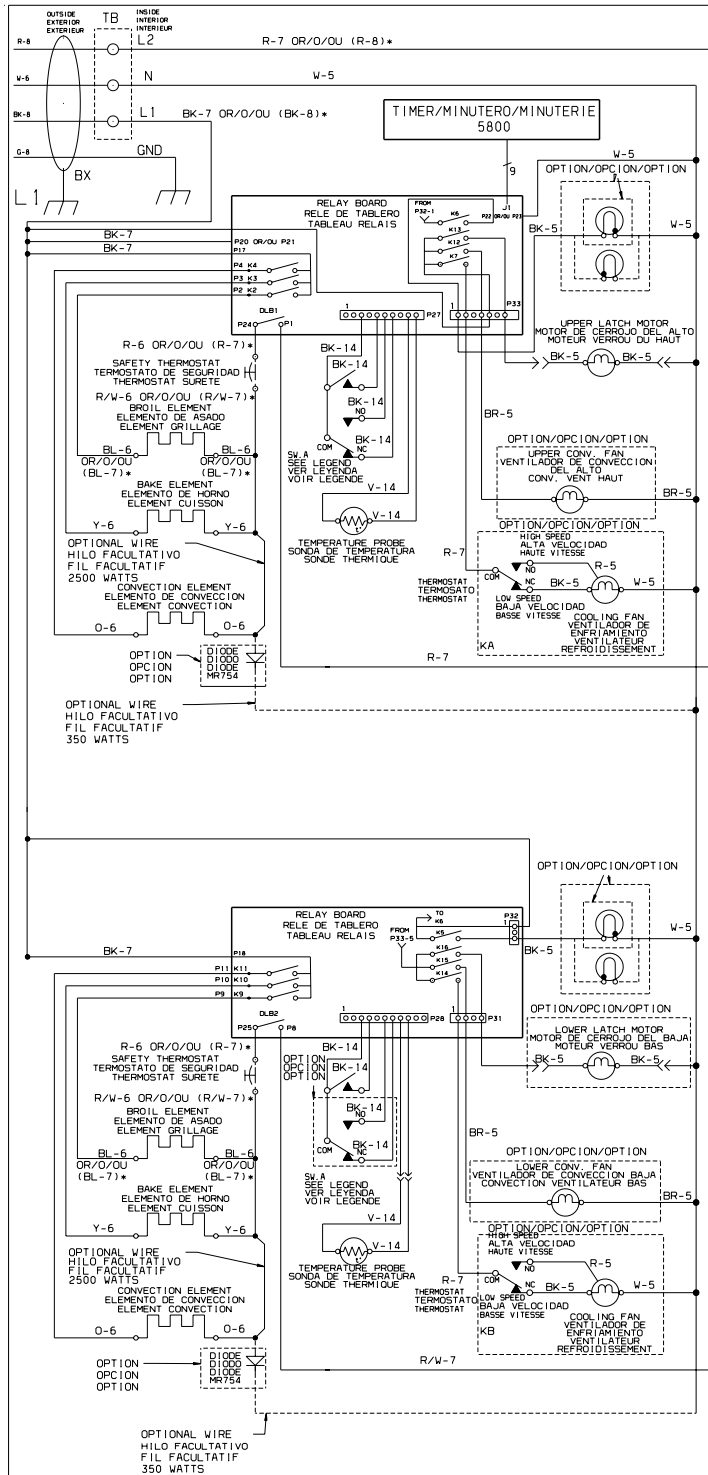 OUTSIDE
EXTERIOR
EXTERIEUR
TB
INSIDE
INTERIOR
INTERIEUR
R-8
L2
R-7 OR/O/OU (R-8)*
W-6
N
W-5
BK-8
L1
BK-7 OR/O/OU (BK-8)*
TIMER/MINUTERO/MINUTERIE
5800
G-8
GND
BX
L1
9
W-5
OPTION/OPCION/OPTION
RELAY BOARD
RELE DE TABLERO
TABLEAU RELAIS
FROM
P32-1
K6
J1
P22 OR/OU P23
K13
K12
K7
BK-5
W-5
BK-7
P20 OR/OU P21
BK-7
P17
P4 K4
P3 K3
P2 K2
DLB1
P24
P1
1
P27
1
P33
UPPER LATCH MOTOR
MOTOR DE CERROJO DEL ALTO
MOTEUR VERROU DU HAUT
BK-5
BK-5
R-6 OR/O/OU (R-7)*
SAFETY THERMOSTAT
TERMOSTATO DE SEGURIDAD
THERMOSTAT SURETE
R/W-6 OR/O/OU (R/W-7)*
BROIL ELEMENT
ELEMENTO DE ASADO
ELEMENT GRILLAGE
BL-6
OR/O/OU
(BL-7)*
BL-6
OR/O/OU
(BL-7)*
BK-14
BK-14
NO
BK-14
COM
NC
SW.A
SEE LEGEND
VER LEYENDE
VOIR LEGENDE
BR-5
OPTION/OPCION/OPTION
UPPER CONV. FAN
VENTILADOR DE CONVECCION
DEL ALTO
CONV. VENT HAUT
BR-5
BAKE ELEMENT
ELEMENTO DE HORNO
ELEMENT CUISSON
Y-6
Y-6
V-14
V-14
TEMPERATURE PROBE
SONDA DE TEMPERATURA
SONDE THERMIQUE
OPTIONAL WIRE
HILO FACULTATIVO
FIL FACULTATIF
2500 WATTS
R-7
OPTION/OPCION/OPTION
HIGH SPEED
ALTA VELOCIDAD
HAUTE VITESSE
NO
R-5
COM
NC
BK-5
W-5
THERMOSTAT
TERMOSATO
THERMOSTAT
LOW SPEED
BAJA VELOCIDAD
BASSE VITESSE
COOLING FAN
VENTILADOR DE
ENFRIAMIENTO
VENTILATEUR
REFROIDISSEMENT
KA
CONVECTION ELEMENT
ELEMENTO DE CONVECCION
ELEMENT CONVECTION
O-6
O-6
OPTION
OPCION
OPTION
DIODE
DIODO
DIODE
MR754
R-7
OPTIONAL WIRE
HILO FACULTATIVO
FIL FACULTATIF
350 WATTS
OPTION/OPCION/OPTION
RELAY BOARD
RELE DE TABLERO
TABLEAU RELAIS
TO
K6
P32
1
FROM
P33-5
K5
K16
K15
K14
BK-5
W-5
BK-7
P18
P11 K11
P10 K10
P9 K9
DLB2
P25
P8
1
P28
1
P31
OPTION/OPCION/OPTION
LOWER LATCH MOTOR
MOTOR DE CERROJO DEL BAJA
MOTEUR VERROU BAS
BK-5
BK-5
R-6 OR/O/OU (R-7)*
SAFETY THERMOSTAT
TERMOSTATO DE SEGURIDAD
THERMOSTAT SURETE
R/W-6 OR/O/OU (R/W-7)*
BROIL ELEMENT
ELEMENTO DE ASADO
ELEMENT GRILLAGE
BL-6
OR/O/OU
(BL-7)*
BL-6
OR/O/OU
(BL-7)*
OPTION
OPCION
OPTION
BK-14
BK-14
BK-14
NO
BK-14
COM
NC
SW.A
SEE LEGEND
VER LEYENDA
VOIR LEGENDE
BR-5
OPTION/OPCION/OPTION
LOWER CONV. FAN
VENTILADOR DE CONVECCION BAJA
CONVECTION VENTILATEUR BAS
BR-5
BAKE ELEMENT
ELEMENTO DE HORNO
ELEMENT CUISSON
Y-6
Y-6
V-14
V-14
TEMPERATURE PROBE
SONDA DE TEMPERATURA
SONDE THERMIQUE
OPTIONAL WIRE
HILO FACULTATIVO
FIL FACULTATIF
2500 WATTS
R-7
OPTION/OPCION/OPTION
HIGH SPEED
ALTA VELOCIDAD
HAUTE VITESSE
NO
R-5
COM
NC
BK-5
W-5
THERMOSTAT
TERMOSTATO
THERMOSTAT
LOW SPEED
BAJA VELOCIDAD
BASSE VITESSE
KB
COOLING FAN
VENTILADOR DE
ENFRIAMIENTO
VENTILATEUR
REFROIDISSEMENT
CONVECTION ELEMENT
ELEMENTO DE CONVECCION
ELEMENT CONVECTION
O-6
O-6
OPTION
OPCION
OPTION
DIODE
DIODO
DIODE
MR754
R/W-7
OPTIONAL WIRE
HILO FACULTATIVO
FIL FACULTATIF
350 WATTS